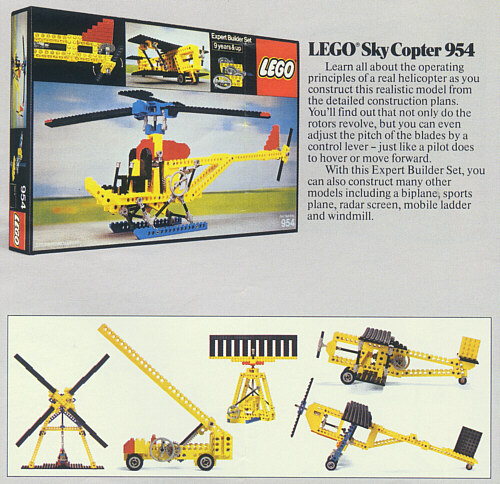 Expert Builder Set
9 years & up
LEGO
954
LEGO
954
LEGO® Sky Copter 954
Learn all about the operating
principles of a real helicopter as you
construct this realistic model from
the detailed construction plans.
You'll find out that not only do the
rotors revolve, but you can even
adjust the pitch of the blades by a
control lever – just like a pilot does
to hover or move forward.
With this Expert Builder Set, you
can also construct many other
models including a biplane, sports
plane, radar screen, mobile ladder
and windmill.